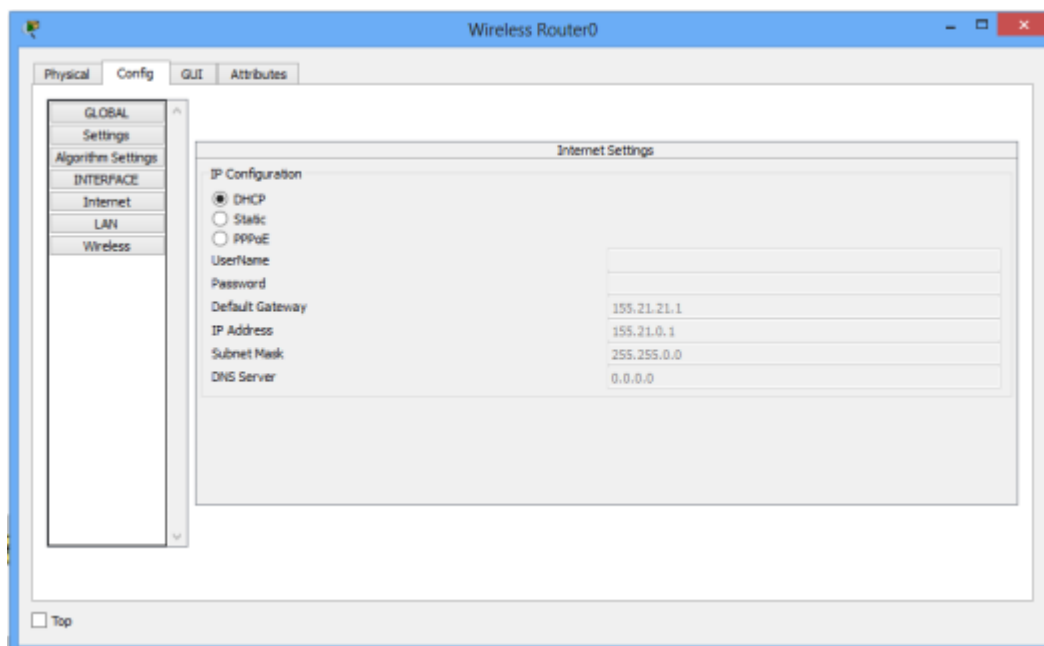 Wireless Router0
Physical Config GUI Attributes
GLOBAL
Settings
Algorithm Settings
INTERFACE
Internet
LAN
Wireless
Internet Settings
IP Configuration
DHCP
Static
PPPoE
UserName
Password
Default Gateway 155.21.21.1
IP Address 155.21.0.1
Subnet Mask 255.255.0.0
DNS Server 0.0.0.0
Top